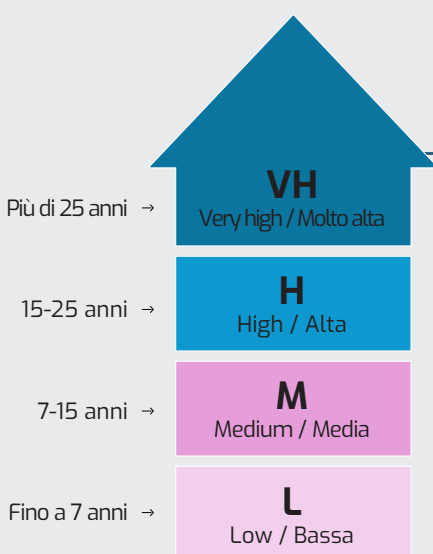 VH
Più di 25 anni →
Very high / Molto alta
H
15-25 anni →
High / Alta
M
7-15 anni →
Medium / Media
L
Fino a 7 anni →
Low / Bassa